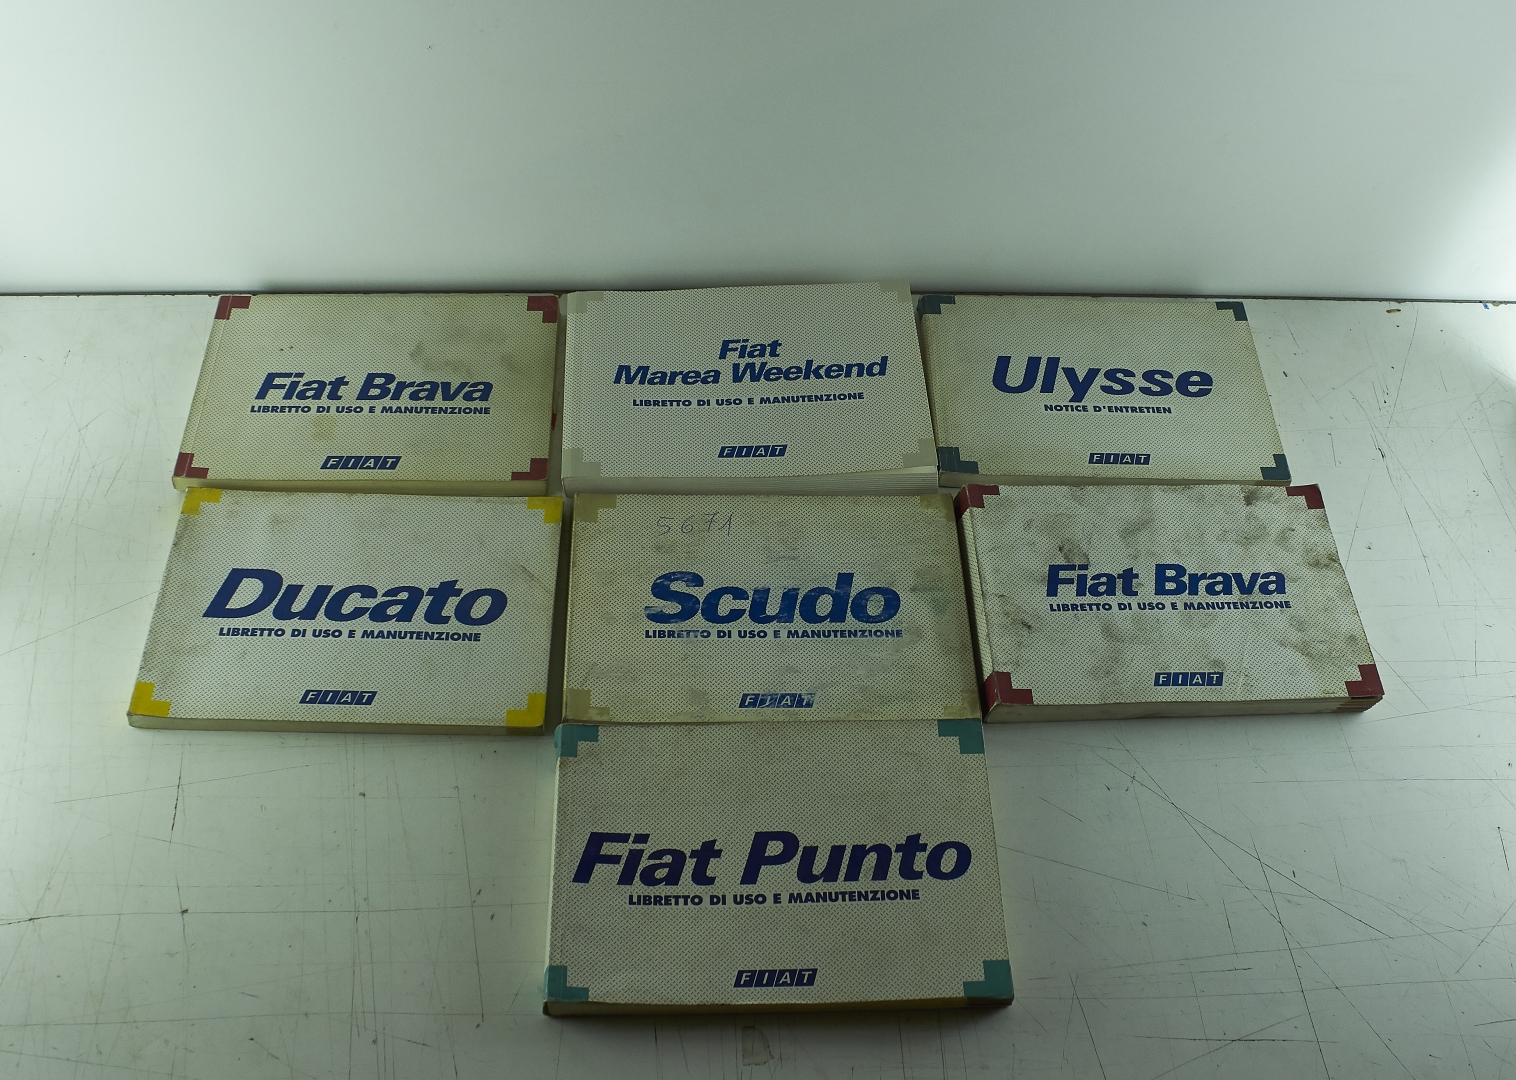 Fiat Brava
LIBRETTO DI USO E MANUTENZIONE
FIAT
Fiat
Marea Weekend
LIBRETTO DI USO E MANUTENZIONE
FIAT
Ulysse
NOTICE D'ENTRETIEN
FIAT
Ducato
LIBRETTO DI USO E MANUTENZIONE
FIAT
5671
Scudo
LIBRETTO DI USO E MANUTENZIONE
FIAT
Fiat Brava
LIBRETTO DI USO E MANUTENZIONE
FIAT
Fiat Punto
LIBRETTO DI USO E MANUTENZIONE
FIAT